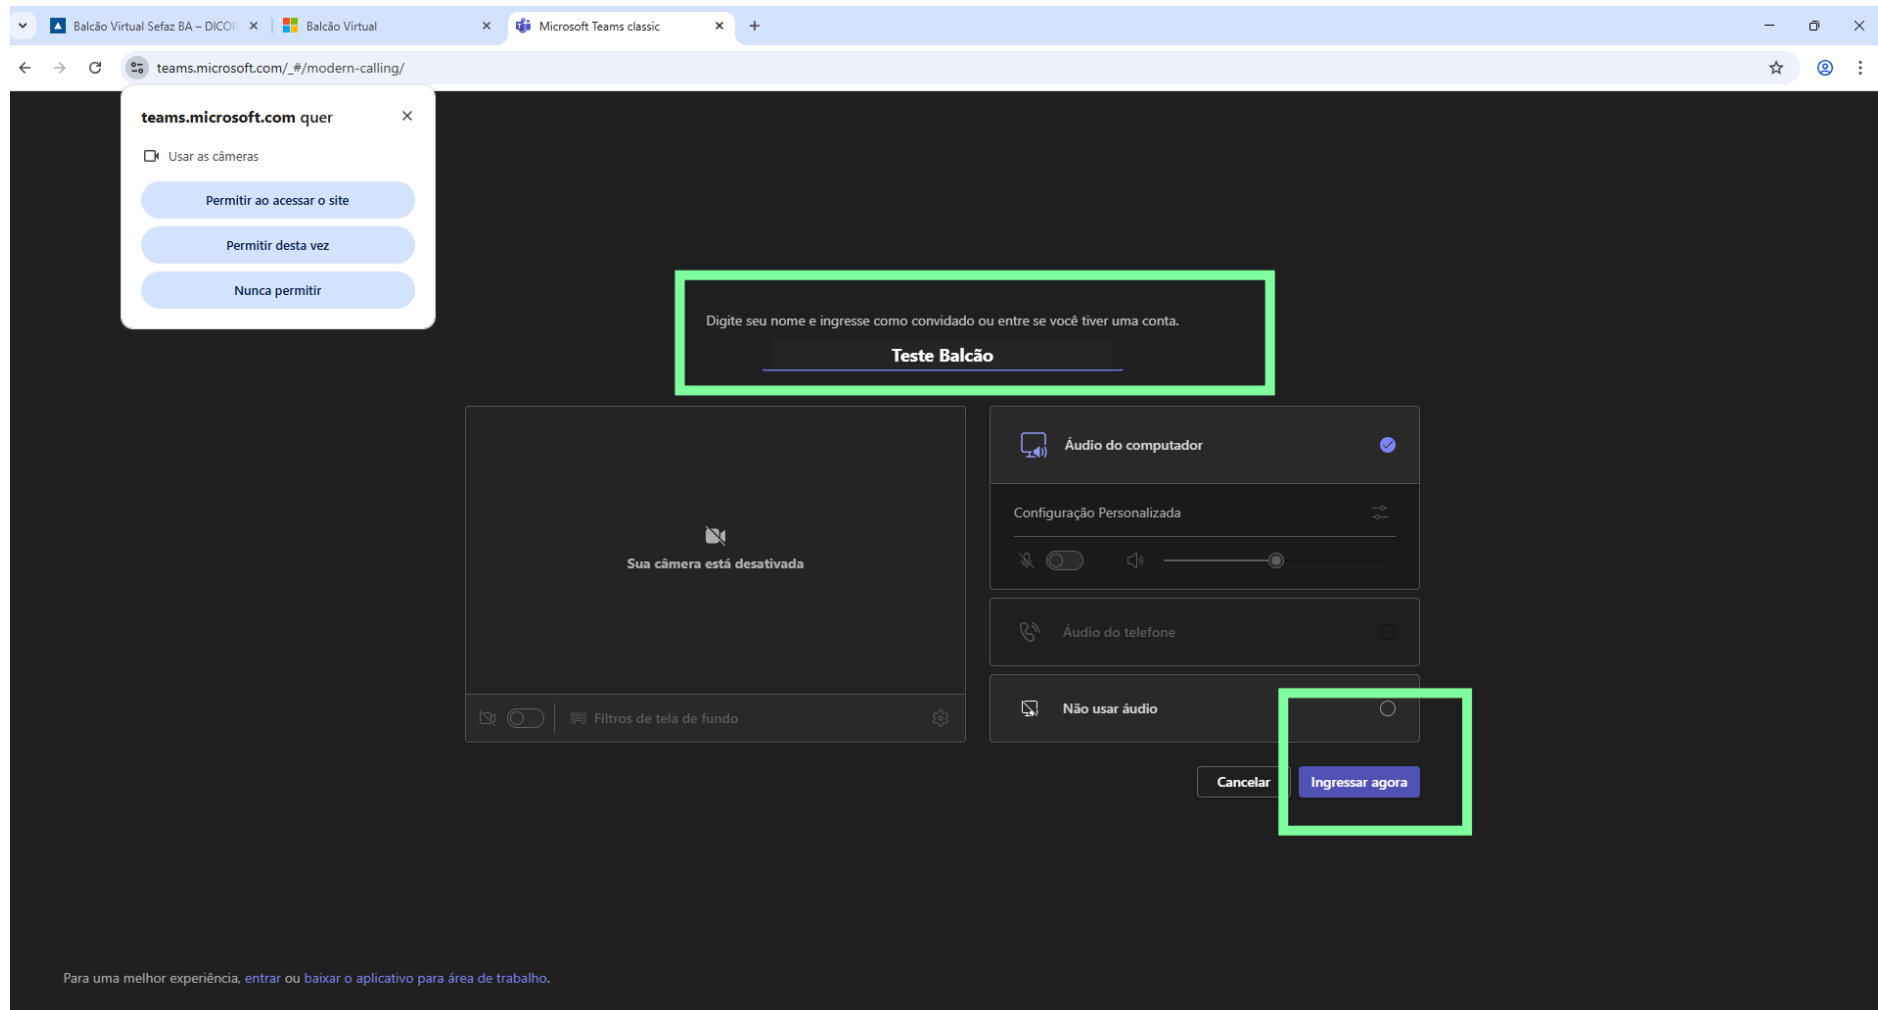 Balcão Virtual Sefaz BA – DICOP
Balcão Virtual
Microsoft Teams classic
teams.microsoft.com/_#/modern-calling/
teams.microsoft.com quer
Usar as câmeras
Permitir ao acessar o site
Permitir desta vez
Nunca permitir
Digite seu nome e ingresse como convidado ou entre se você tiver uma conta.
Teste Balcão
Sua câmera está desativada
Filtros de tela de fundo
Áudio do computador
Configuração Personalizada
Áudio do telefone
Não usar áudio
Cancelar
Ingressar agora
Para uma melhor experiência, entrar ou baixar o aplicativo para área de trabalho.